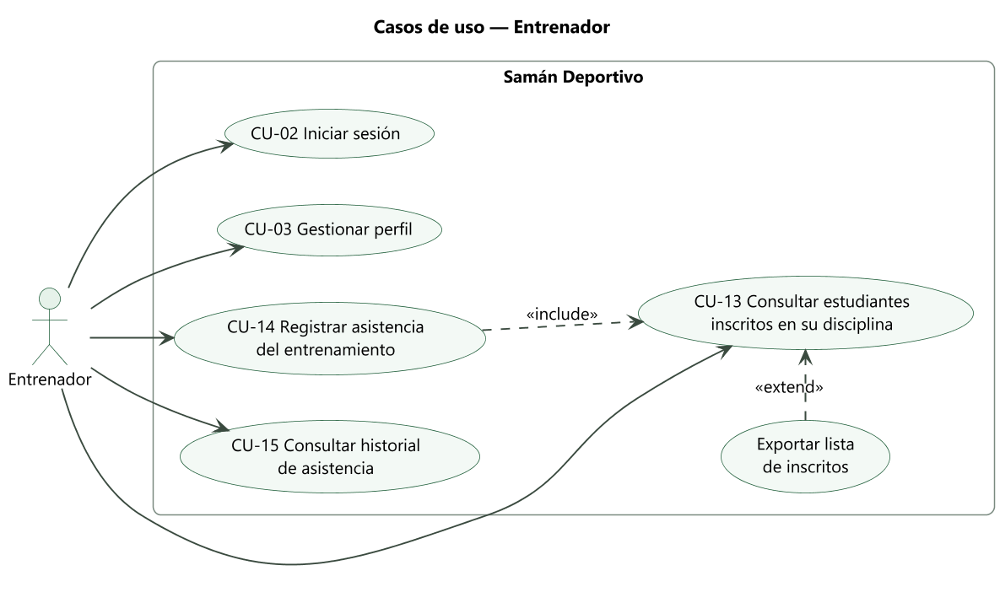 Casos de uso — Entrenador
Samán Deportivo
CU-02 Iniciar sesión
CU-03 Gestionar perfil
CU-14 Registrar asistencia
del entrenamiento
«include»
CU-13 Consultar estudiantes
inscritos en su disciplina
Entrenador
«extend»
CU-15 Consultar historial
de asistencia
Exportar lista
de inscritos